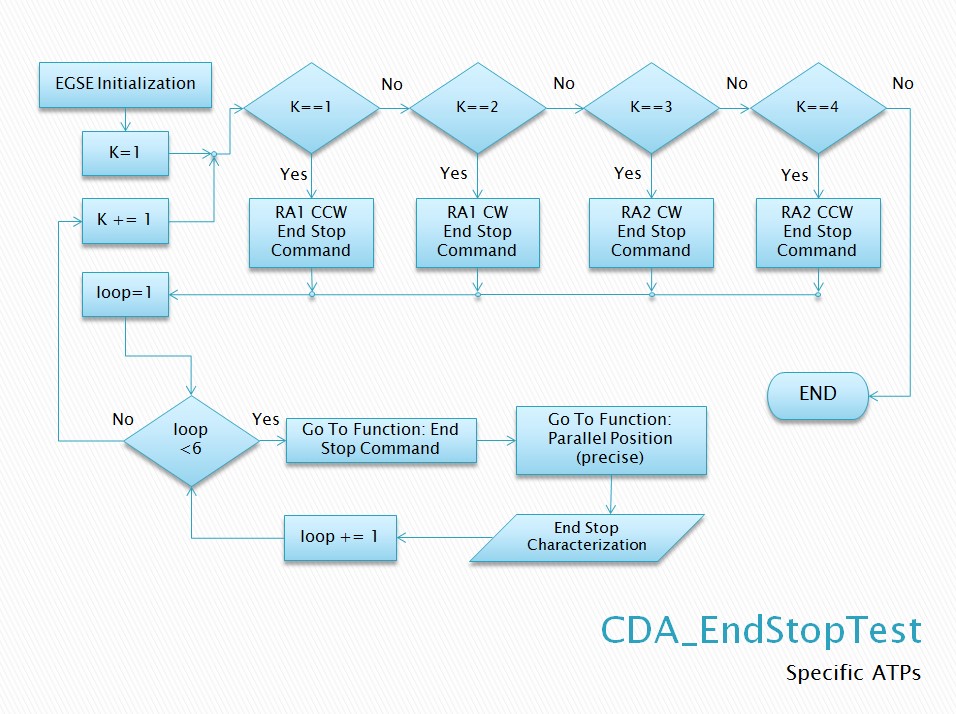 EGSE Initialization
K=1
K += 1
loop=1
K==1
No
K==2
No
K==3
No
K==4
No
Yes
Yes
Yes
Yes
RA1 CCW
End Stop
Command
RA1 CW
End Stop
Command
RA2 CW
End Stop
Command
RA2 CCW
End Stop
Command
END
No
loop
<6
Yes
Go To Function: End
Stop Command
Go To Function:
Parallel Position
(precise)
End Stop
Characterization
loop += 1
CDA_EndStopTest
Specific ATPs